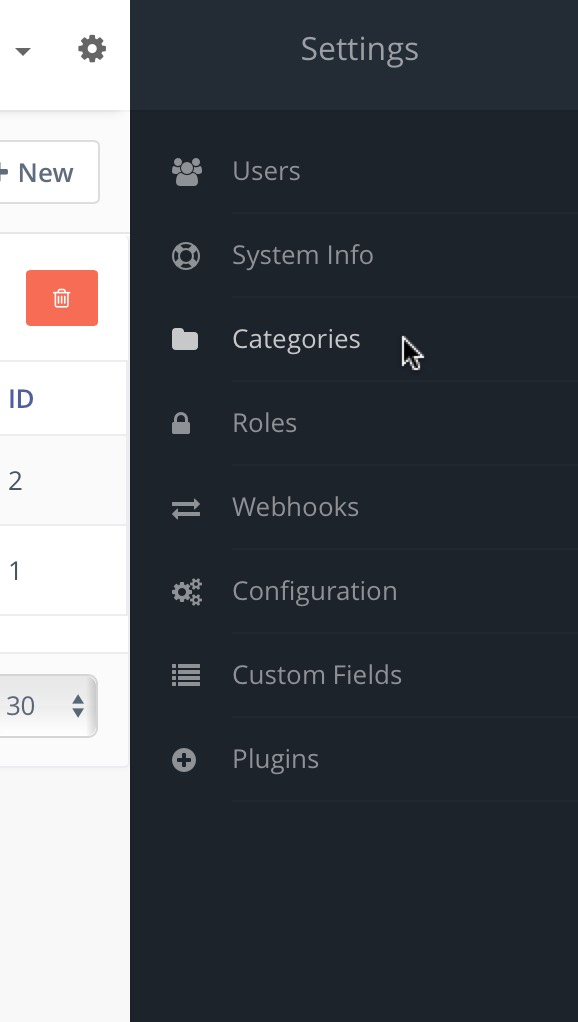 Settings
New
ID
2
1
30
Users
System Info
Categories
Roles
Webhooks
Configuration
Custom Fields
Plugins